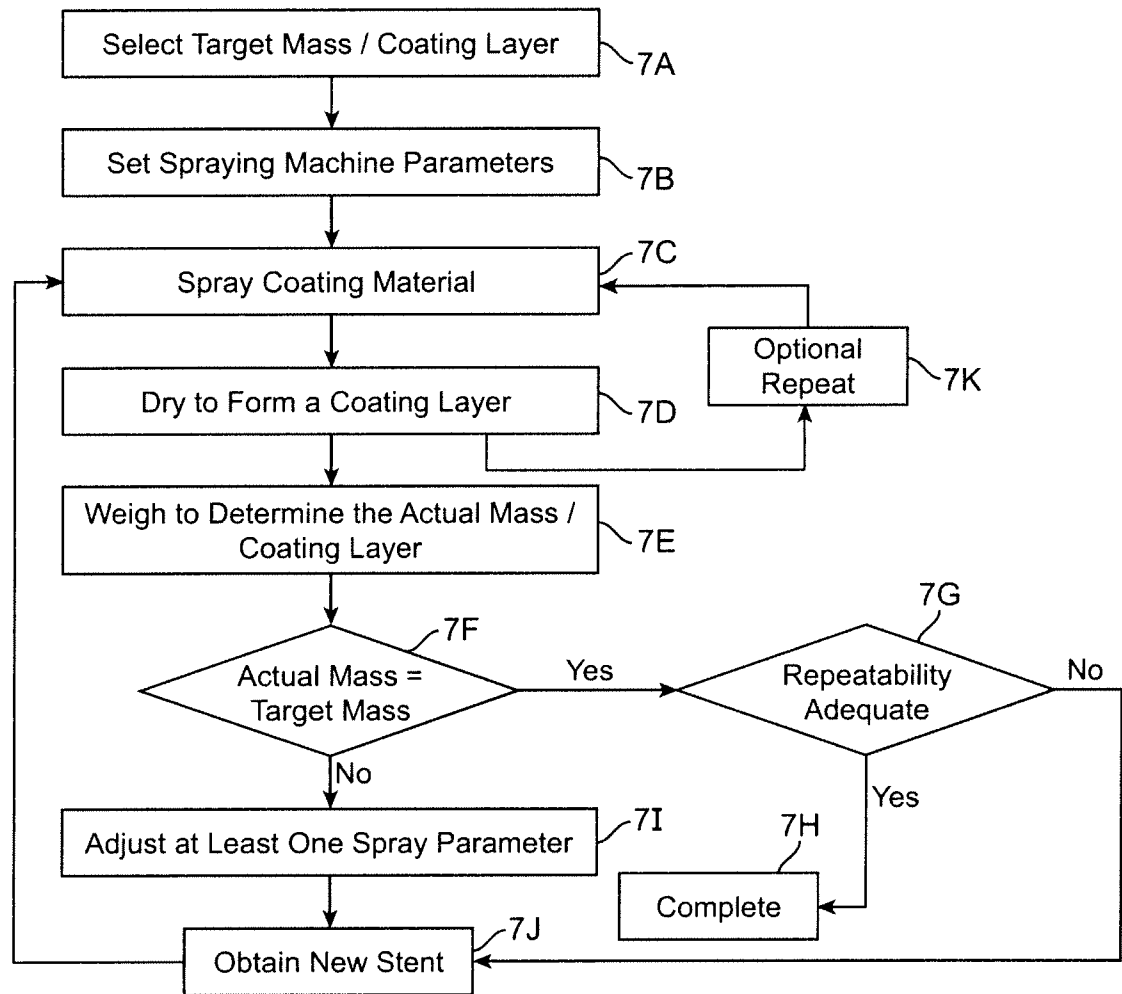 Select Target Mass / Coating Layer
7A
Set Spraying Machine Parameters
7B
Spray Coating Material
7C
Dry to Form a Coating Layer
7D
Optional
Repeat
7K
Weigh to Determine the Actual Mass /
Coating Layer
7E
Actual Mass =
Target Mass
7F
Yes
Repeatability
Adequate
7G
No
No
Yes
Adjust at Least One Spray Parameter
7I
Complete
7H
Obtain New Stent
7J